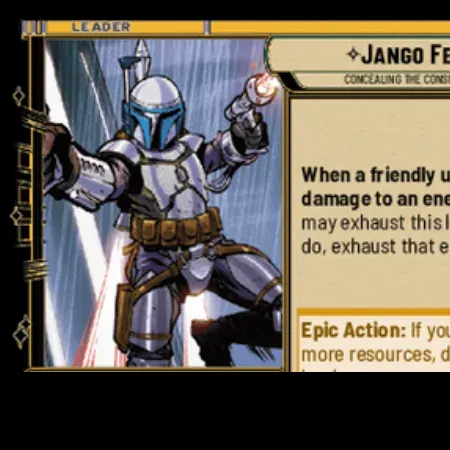 LEADER
JANGO FE
CONCEALING THE CONSI
When a friendly u
damage to an ene
may exhaust this l
do, exhaust that e
Epic Action: If you
more resources, d